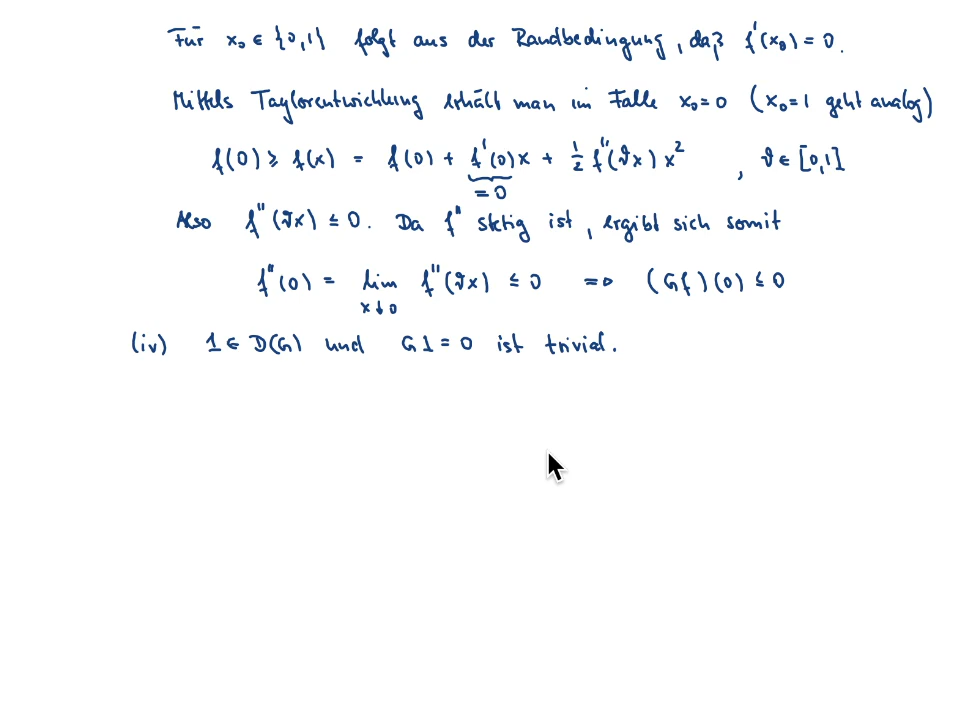 Für x₀ ∈ {0,1} folgt aus der Randbedingung, daß f'(x₀) = 0.
Mittels Taylorentwicklung erhält man im Falle x₀=0 (x₀=1 geht analog)
f(0) ≥ f(x) = f(0) + f'(0)x + ½ f''(ϑx) x² , ϑ ∈ [0,1]
= 0
Also f''(ϑx) ≤ 0. Da f'' stetig ist, ergibt sich somit
f''(0) = lim f''(ϑx) ≤ 0 ⇒ (Gf)(0) ≤ 0
x↓0
(iv) 1 ∈ D(G) und G1 = 0 ist trivial.